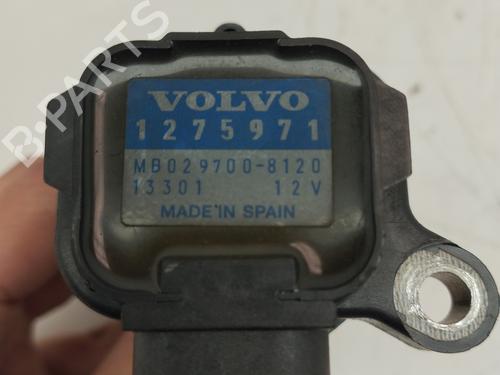 B-PARTS
VOLVO
1275971
MB029700-8120
13301 12V
MADE IN SPAIN